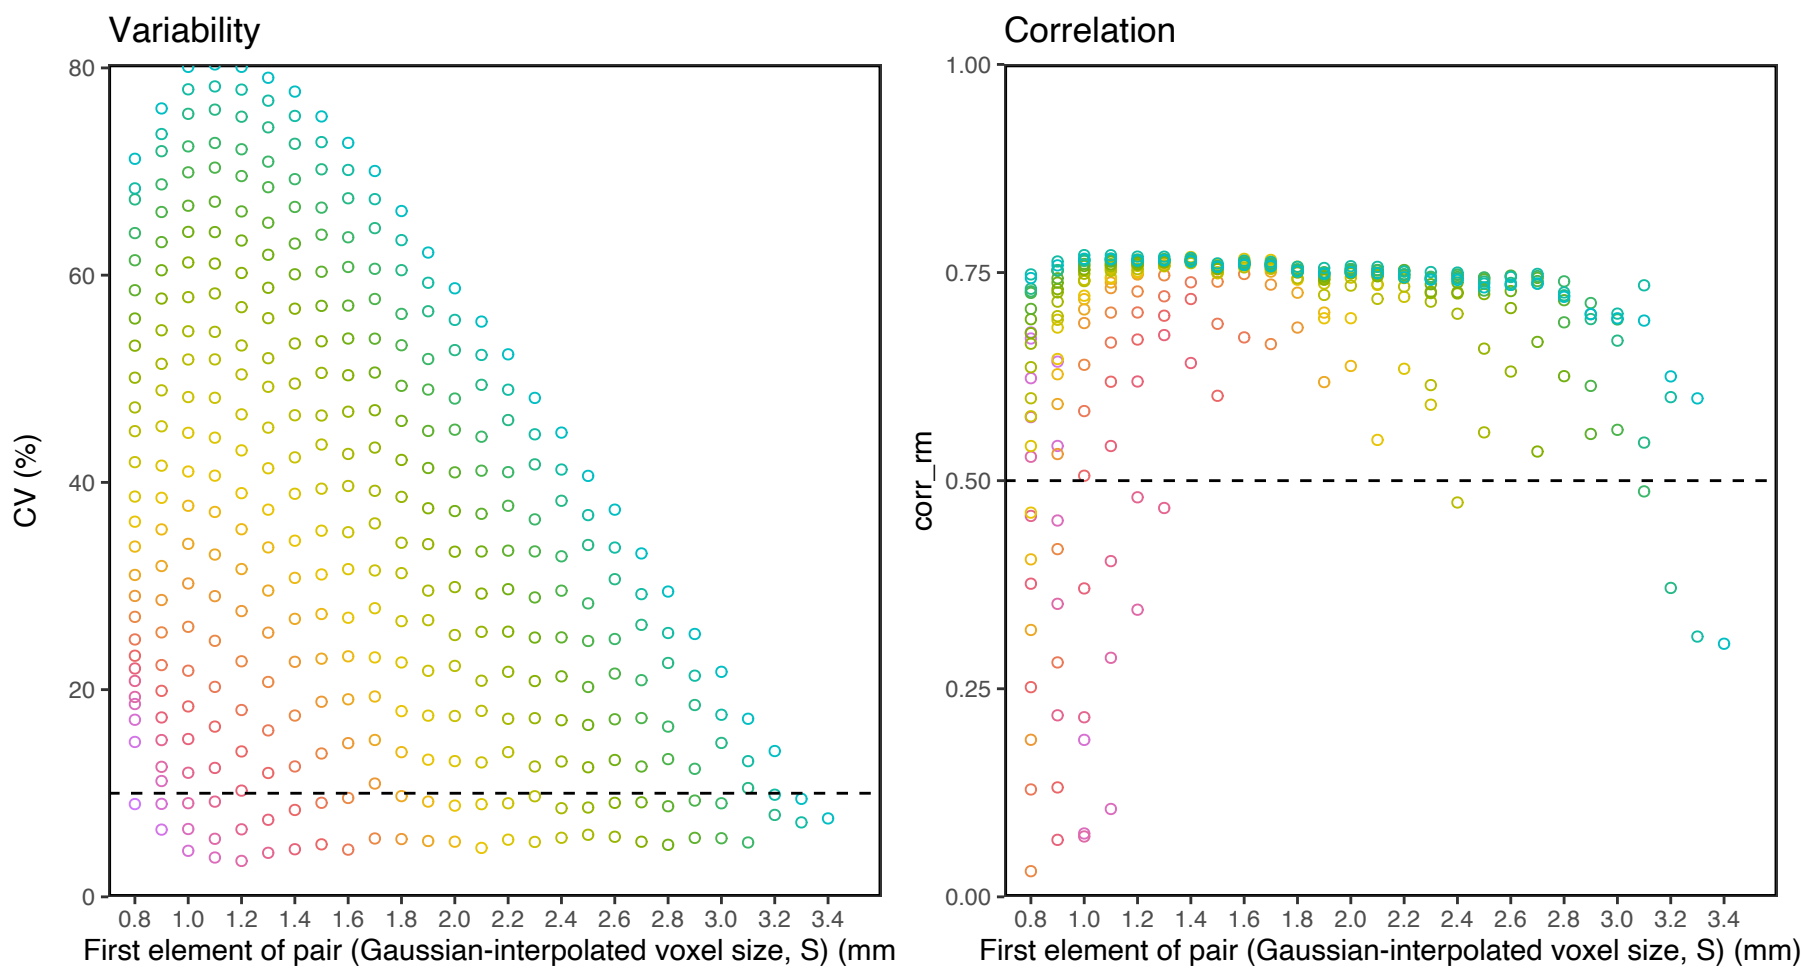 Variability
80
60
40
20
0
CV (%)
0.8 1.0 1.2 1.4 1.6 1.8 2.0 2.2 2.4 2.6 2.8 3.0 3.2 3.4
First element of pair (Gaussian-interpolated voxel size, S) (mm
Correlation
1.00
0.75
0.50
0.25
0.00
corr_rm
0.8 1.0 1.2 1.4 1.6 1.8 2.0 2.2 2.4 2.6 2.8 3.0 3.2 3.4
First element of pair (Gaussian-interpolated voxel size, S) (mm)